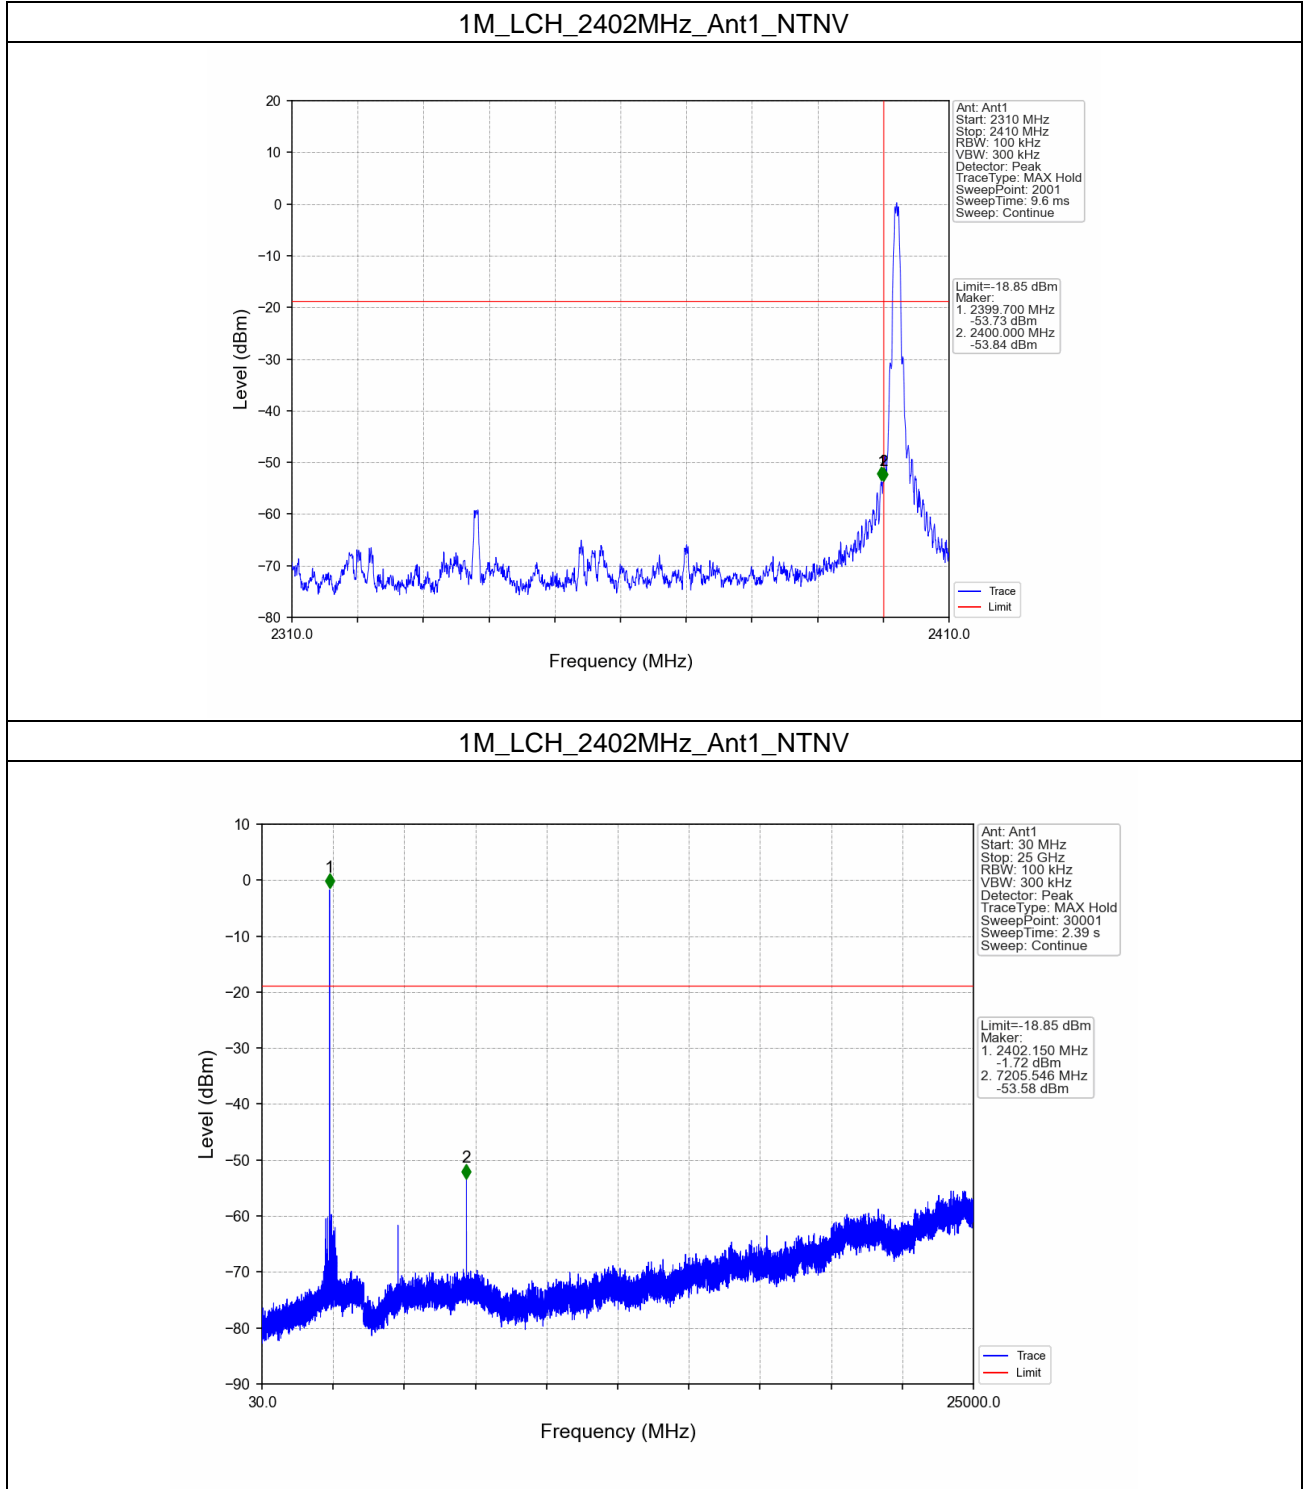 1M_LCH_2402MHz_Ant1_NTNV
20
10
0
−10
−20
−30
−40
−50
−60
−70
−80
Level (dBm)
1
2
2310.0
2410.0
Frequency (MHz)
Ant: Ant1
Start: 2310 MHz
Stop: 2410 MHz
RBW: 100 kHz
VBW: 300 kHz
Detector: Peak
TraceType: MAX Hold
SweepPoint: 2001
SweepTime: 9.6 ms
Sweep: Continue
Limit=-18.85 dBm
Maker:
1. 2399.700 MHz
-53.73 dBm
2. 2400.000 MHz
-53.84 dBm
Trace
Limit
1M_LCH_2402MHz_Ant1_NTNV
10
0
−10
−20
−30
−40
−50
−60
−70
−80
−90
Level (dBm)
1
2
30.0
25000.0
Frequency (MHz)
Ant: Ant1
Start: 30 MHz
Stop: 25 GHz
RBW: 100 kHz
VBW: 300 kHz
Detector: Peak
TraceType: MAX Hold
SweepPoint: 30001
SweepTime: 2.39 s
Sweep: Continue
Limit=-18.85 dBm
Maker:
1. 2402.150 MHz
-1.72 dBm
2. 7205.546 MHz
-53.58 dBm
Trace
Limit